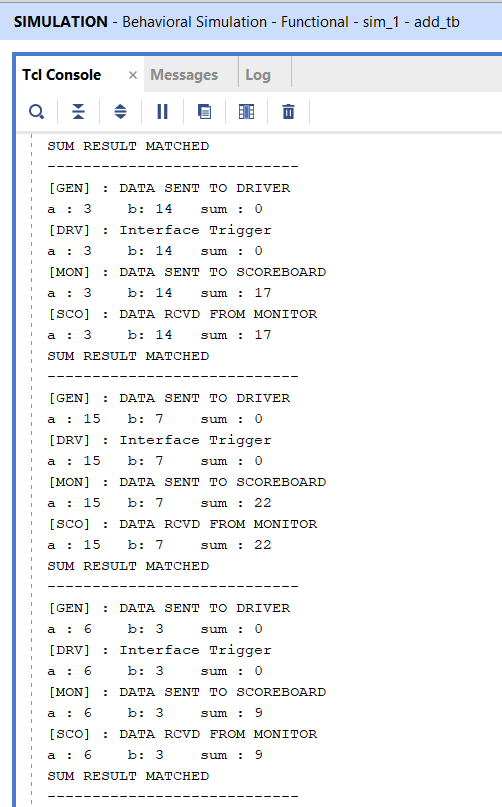 SIMULATION - Behavioral Simulation - Functional - sim_1 - add_tb
Tcl Console × Messages Log
SUM RESULT MATCHED
----------------------------
[GEN] : DATA SENT TO DRIVER
a : 3 b: 14 sum : 0
[DRV] : Interface Trigger
a : 3 b: 14 sum : 0
[MON] : DATA SENT TO SCOREBOARD
a : 3 b: 14 sum : 17
[SCO] : DATA RCVD FROM MONITOR
a : 3 b: 14 sum : 17
SUM RESULT MATCHED
----------------------------
[GEN] : DATA SENT TO DRIVER
a : 15 b: 7 sum : 0
[DRV] : Interface Trigger
a : 15 b: 7 sum : 0
[MON] : DATA SENT TO SCOREBOARD
a : 15 b: 7 sum : 22
[SCO] : DATA RCVD FROM MONITOR
a : 15 b: 7 sum : 22
SUM RESULT MATCHED
----------------------------
[GEN] : DATA SENT TO DRIVER
a : 6 b: 3 sum : 0
[DRV] : Interface Trigger
a : 6 b: 3 sum : 0
[MON] : DATA SENT TO SCOREBOARD
a : 6 b: 3 sum : 9
[SCO] : DATA RCVD FROM MONITOR
a : 6 b: 3 sum : 9
SUM RESULT MATCHED
----------------------------